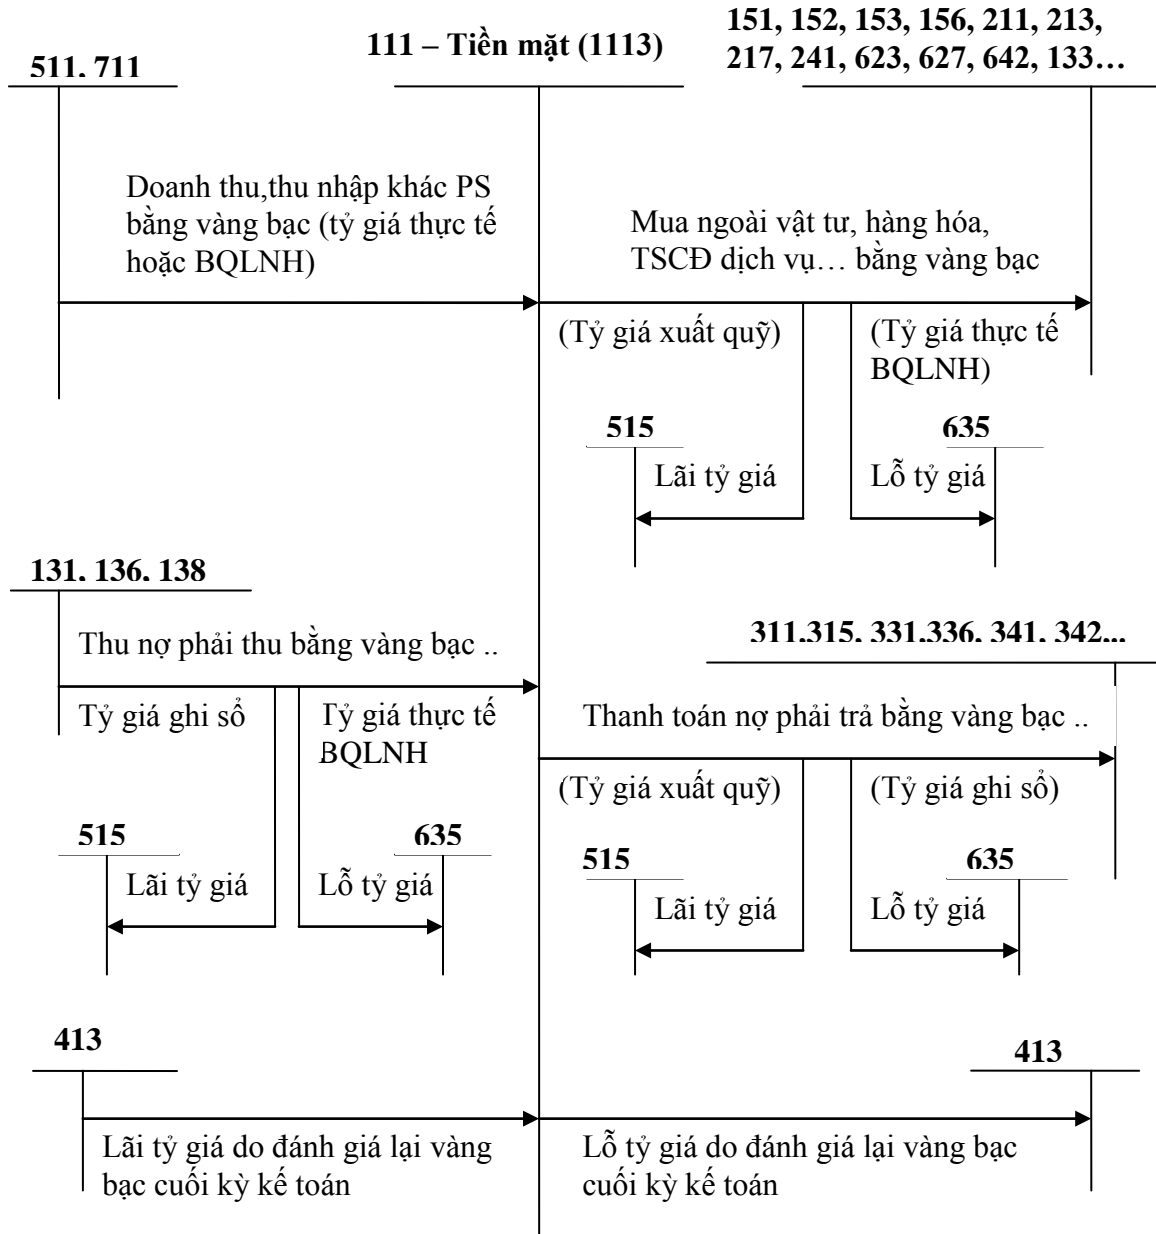 511, 711
111 – Tiền mặt (1113)
151, 152, 153, 156, 211, 213,
217, 241, 623, 627, 642, 133…
Doanh thu,thu nhập khác PS
bằng vàng bạc (tỷ giá thực tế
hoặc BQLNH)
Mua ngoài vật tư, hàng hóa,
TSCĐ dịch vụ… bằng vàng bạc
(Tỷ giá xuất quỹ)
(Tỷ giá thực tế
BQLNH)
515
Lãi tỷ giá
635
Lỗ tỷ giá
131, 136, 138
Thu nợ phải thu bằng vàng bạc ..
Tỷ giá ghi sổ
Tỷ giá thực tế
BQLNH
515
Lãi tỷ giá
635
Lỗ tỷ giá
311,315, 331,336, 341, 342,..
Thanh toán nợ phải trả bằng vàng bạc ..
(Tỷ giá xuất quỹ)
(Tỷ giá ghi sổ)
515
Lãi tỷ giá
635
Lỗ tỷ giá
413
Lãi tỷ giá do đánh giá lại vàng
bạc cuối kỳ kế toán
413
Lỗ tỷ giá do đánh giá lại vàng bạc
cuối kỳ kế toán